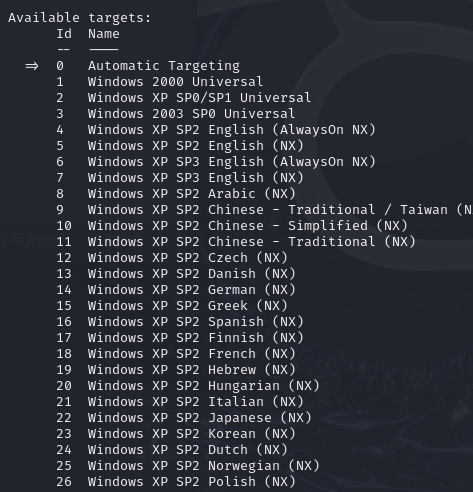 Available targets:
Id Name
-- ----
=> 0 Automatic Targeting
1 Windows 2000 Universal
2 Windows XP SP0/SP1 Universal
3 Windows 2003 SP0 Universal
4 Windows XP SP2 English (AlwaysOn NX)
5 Windows XP SP2 English (NX)
6 Windows XP SP3 English (AlwaysOn NX)
7 Windows XP SP3 English (NX)
8 Windows XP SP2 Arabic (NX)
9 Windows XP SP2 Chinese - Traditional / Taiwan (N
10 Windows XP SP2 Chinese - Simplified (NX)
11 Windows XP SP2 Chinese - Traditional (NX)
12 Windows XP SP2 Czech (NX)
13 Windows XP SP2 Danish (NX)
14 Windows XP SP2 German (NX)
15 Windows XP SP2 Greek (NX)
16 Windows XP SP2 Spanish (NX)
17 Windows XP SP2 Finnish (NX)
18 Windows XP SP2 French (NX)
19 Windows XP SP2 Hebrew (NX)
20 Windows XP SP2 Hungarian (NX)
21 Windows XP SP2 Italian (NX)
22 Windows XP SP2 Japanese (NX)
23 Windows XP SP2 Korean (NX)
24 Windows XP SP2 Dutch (NX)
25 Windows XP SP2 Norwegian (NX)
26 Windows XP SP2 Polish (NX)